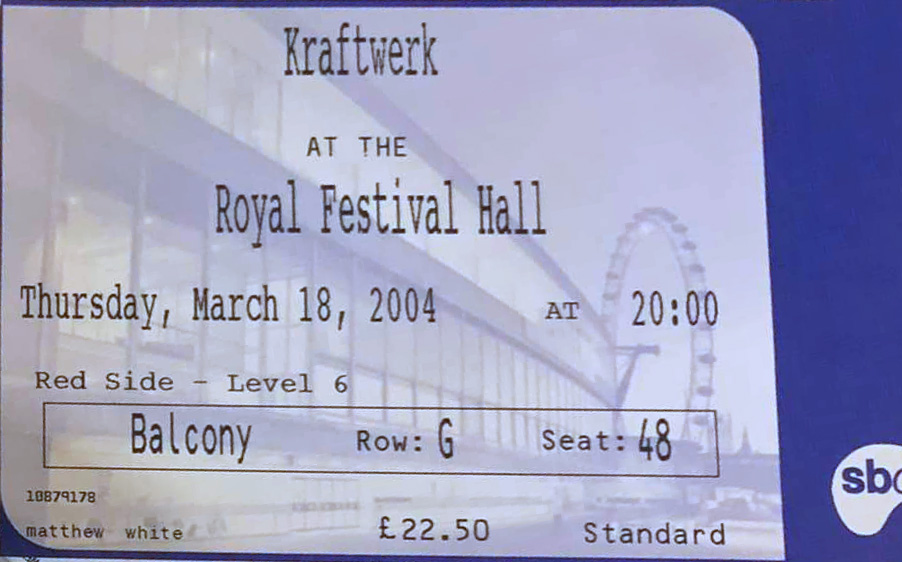 Kraftwerk
AT THE
Royal Festival Hall
Thursday, March 18, 2004 AT 20:00
Red Side - Level 6
Balcony Row: G Seat: 48
10879178
matthew white £22.50 Standard
sbc